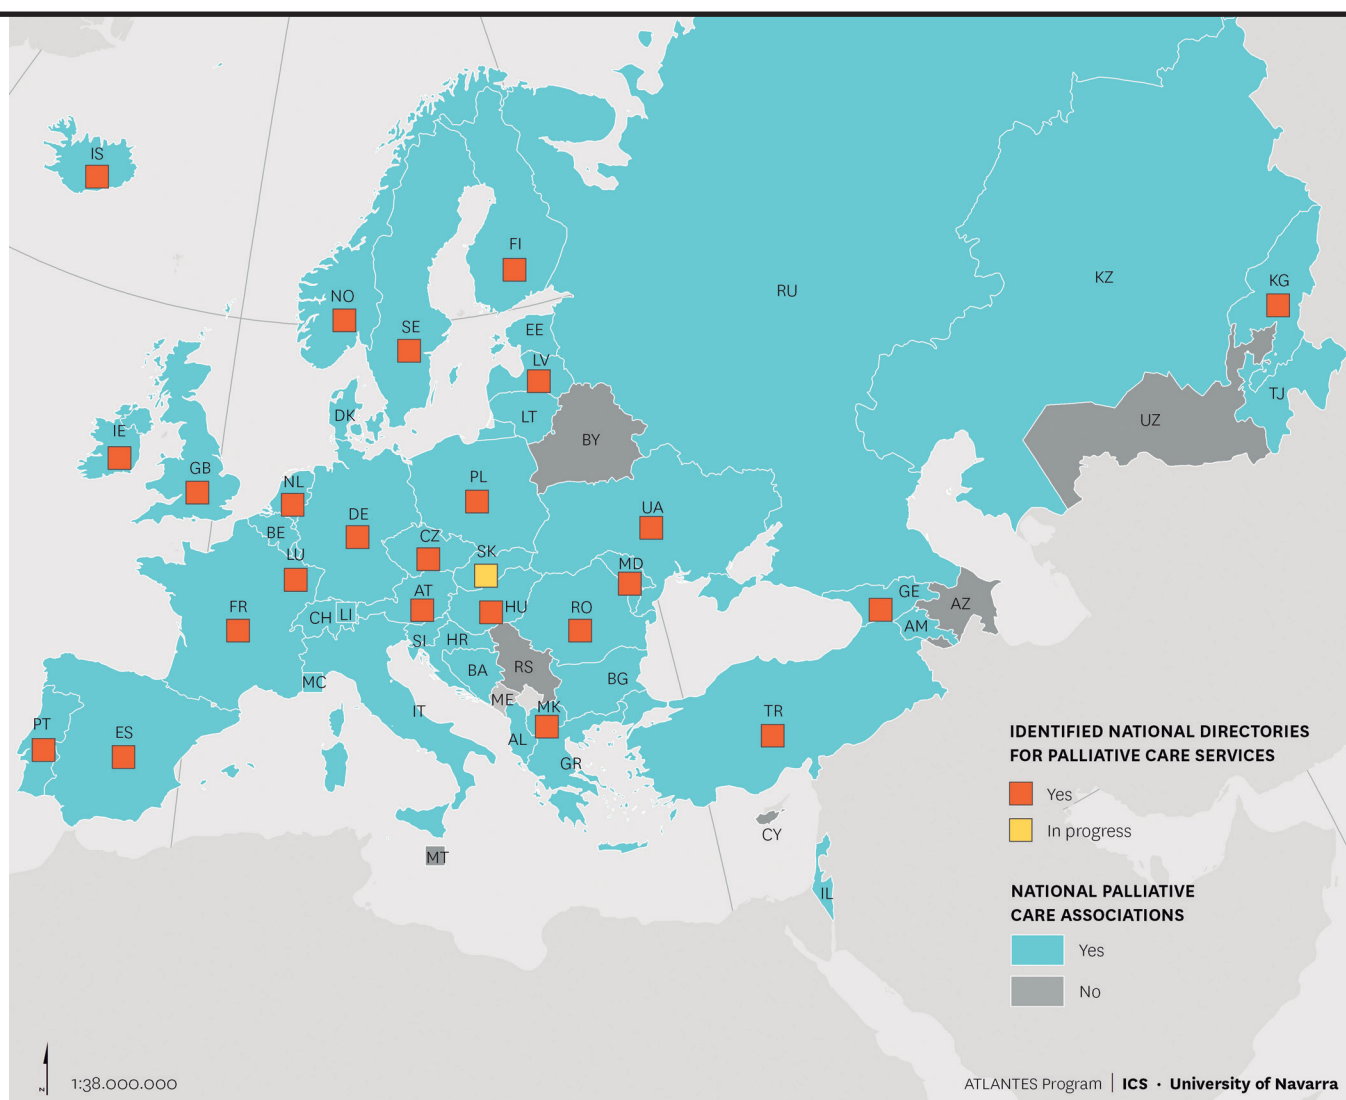 IS
FI
RU
KZ
KG
NO
SE
EE
LV
LT
DK
BY
UZ
TJ
IE
GB
NL
PL
DE
UA
BE
CZ
SK
LU
MD
AT
FR
CH
LI
HU
RO
GE
AZ
AM
SI
HR
RS
BA
BG
MC
ME
MK
IT
PT
ES
AL
TR
GR
CY
MT
IL
IDENTIFIED NATIONAL DIRECTORIES
FOR PALLIATIVE CARE SERVICES
Yes
In progress
NATIONAL PALLIATIVE
CARE ASSOCIATIONS
Yes
No
N
1:38.000.000
ATLANTES Program | ICS · University of Navarra